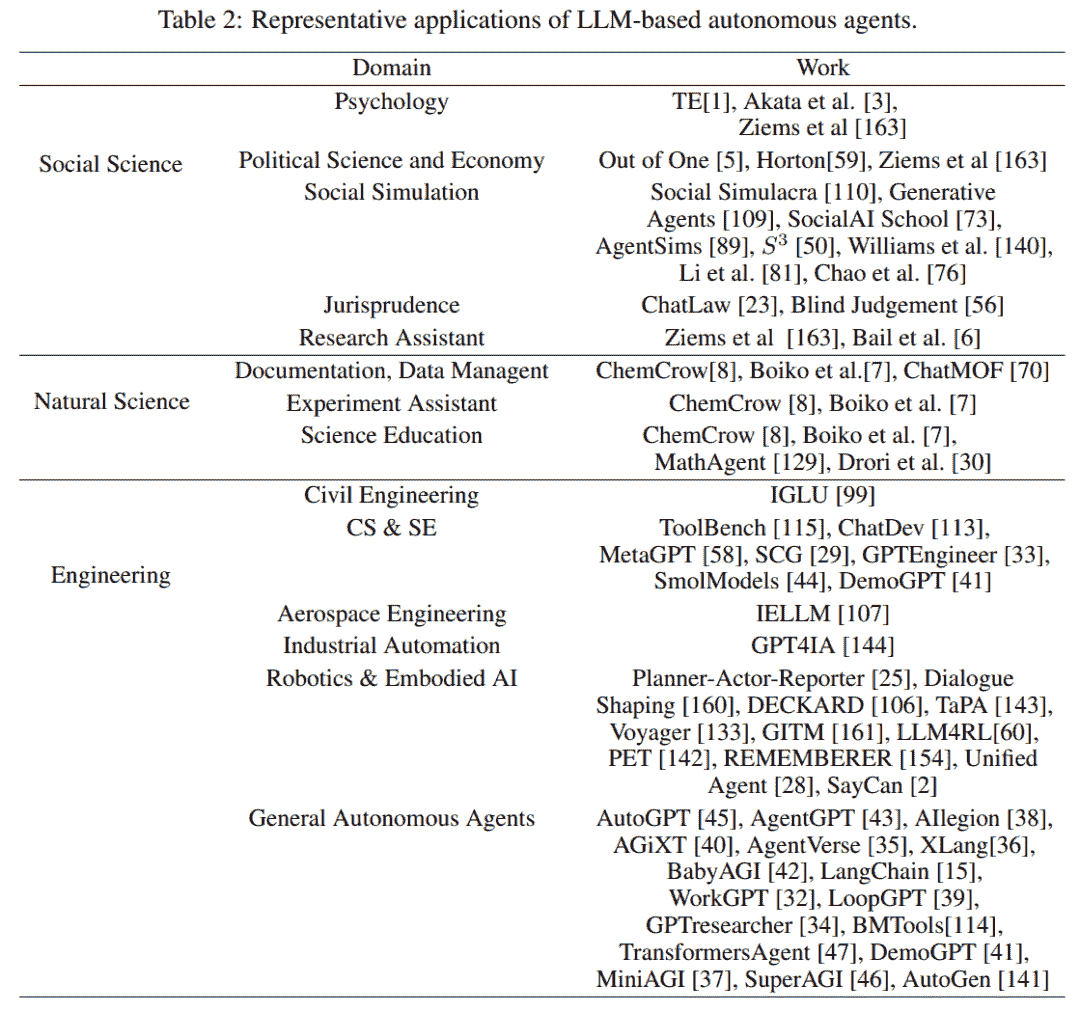 Table 2: Representative applications of LLM-based autonomous agents.
Domain Work
Psychology TE[1], Akata et al. [3],
Ziems et al [163]
Social Science
Political Science and Economy Out of One [5], Horton[59], Ziems et al [163]
Social Simulation Social Simulacra [110], Generative
Agents [109], SocialAI School [73],
AgentSims [89], S³ [50], Williams et al. [140],
Li et al. [81], Chao et al. [76]
Jurisprudence ChatLaw [23], Blind Judgement [56]
Research Assistant Ziems et al [163], Bail et al. [6]
Documentation, Data Managent ChemCrow[8], Boiko et al.[7], ChatMOF [70]
Natural Science
Experiment Assistant ChemCrow [8], Boiko et al. [7]
Science Education ChemCrow [8], Boiko et al. [7],
MathAgent [129], Drori et al. [30]
Civil Engineering IGLU [99]
CS & SE ToolBench [115], ChatDev [113],
MetaGPT [58], SCG [29], GPTEngineer [33],
Engineering
SmolModels [44], DemoGPT [41]
Aerospace Engineering IELLM [107]
Industrial Automation GPT4IA [144]
Robotics & Embodied AI Planner-Actor-Reporter [25], Dialogue
Shaping [160], DECKARD [106], TaPA [143],
Voyager [133], GITM [161], LLM4RL[60],
PET [142], REMEMBERER [154], Unified
Agent [28], SayCan [2]
General Autonomous Agents AutoGPT [45], AgentGPT [43], AIlegion [38],
AGiXT [40], AgentVerse [35], XLang[36],
BabyAGI [42], LangChain [15],
WorkGPT [32], LoopGPT [39],
GPTresearcher [34], BMTools[114],
TransformersAgent [47], DemoGPT [41],
MiniAGI [37], SuperAGI [46], AutoGen [141]